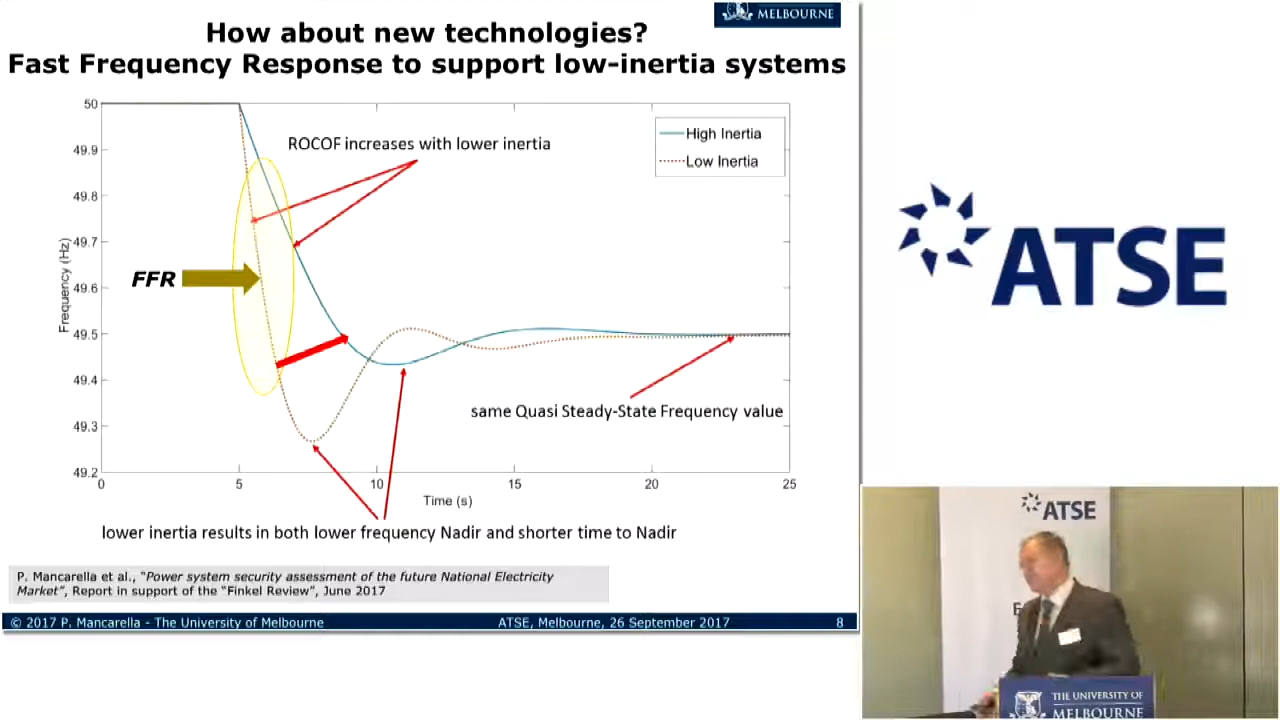 MELBOURNE
How about new technologies?
Fast Frequency Response to support low-inertia systems
50
49.9
49.8
49.7
49.6
49.5
49.4
49.3
49.2
Frequency (Hz)
ROCOF increases with lower inertia
High Inertia
Low Inertia
FFR
same Quasi Steady-State Frequency value
0
5
10
15
20
25
Time (s)
lower inertia results in both lower frequency Nadir and shorter time to Nadir
P. Mancarella et al., “Power system security assessment of the future National Electricity
Market”, Report in support of the “Finkel Review”, June 2017
© 2017 P. Mancarella - The University of Melbourne
ATSE, Melbourne, 26 September 2017
8
ATSE
ATSE
THE UNIVERSITY OF
MELBOURNE